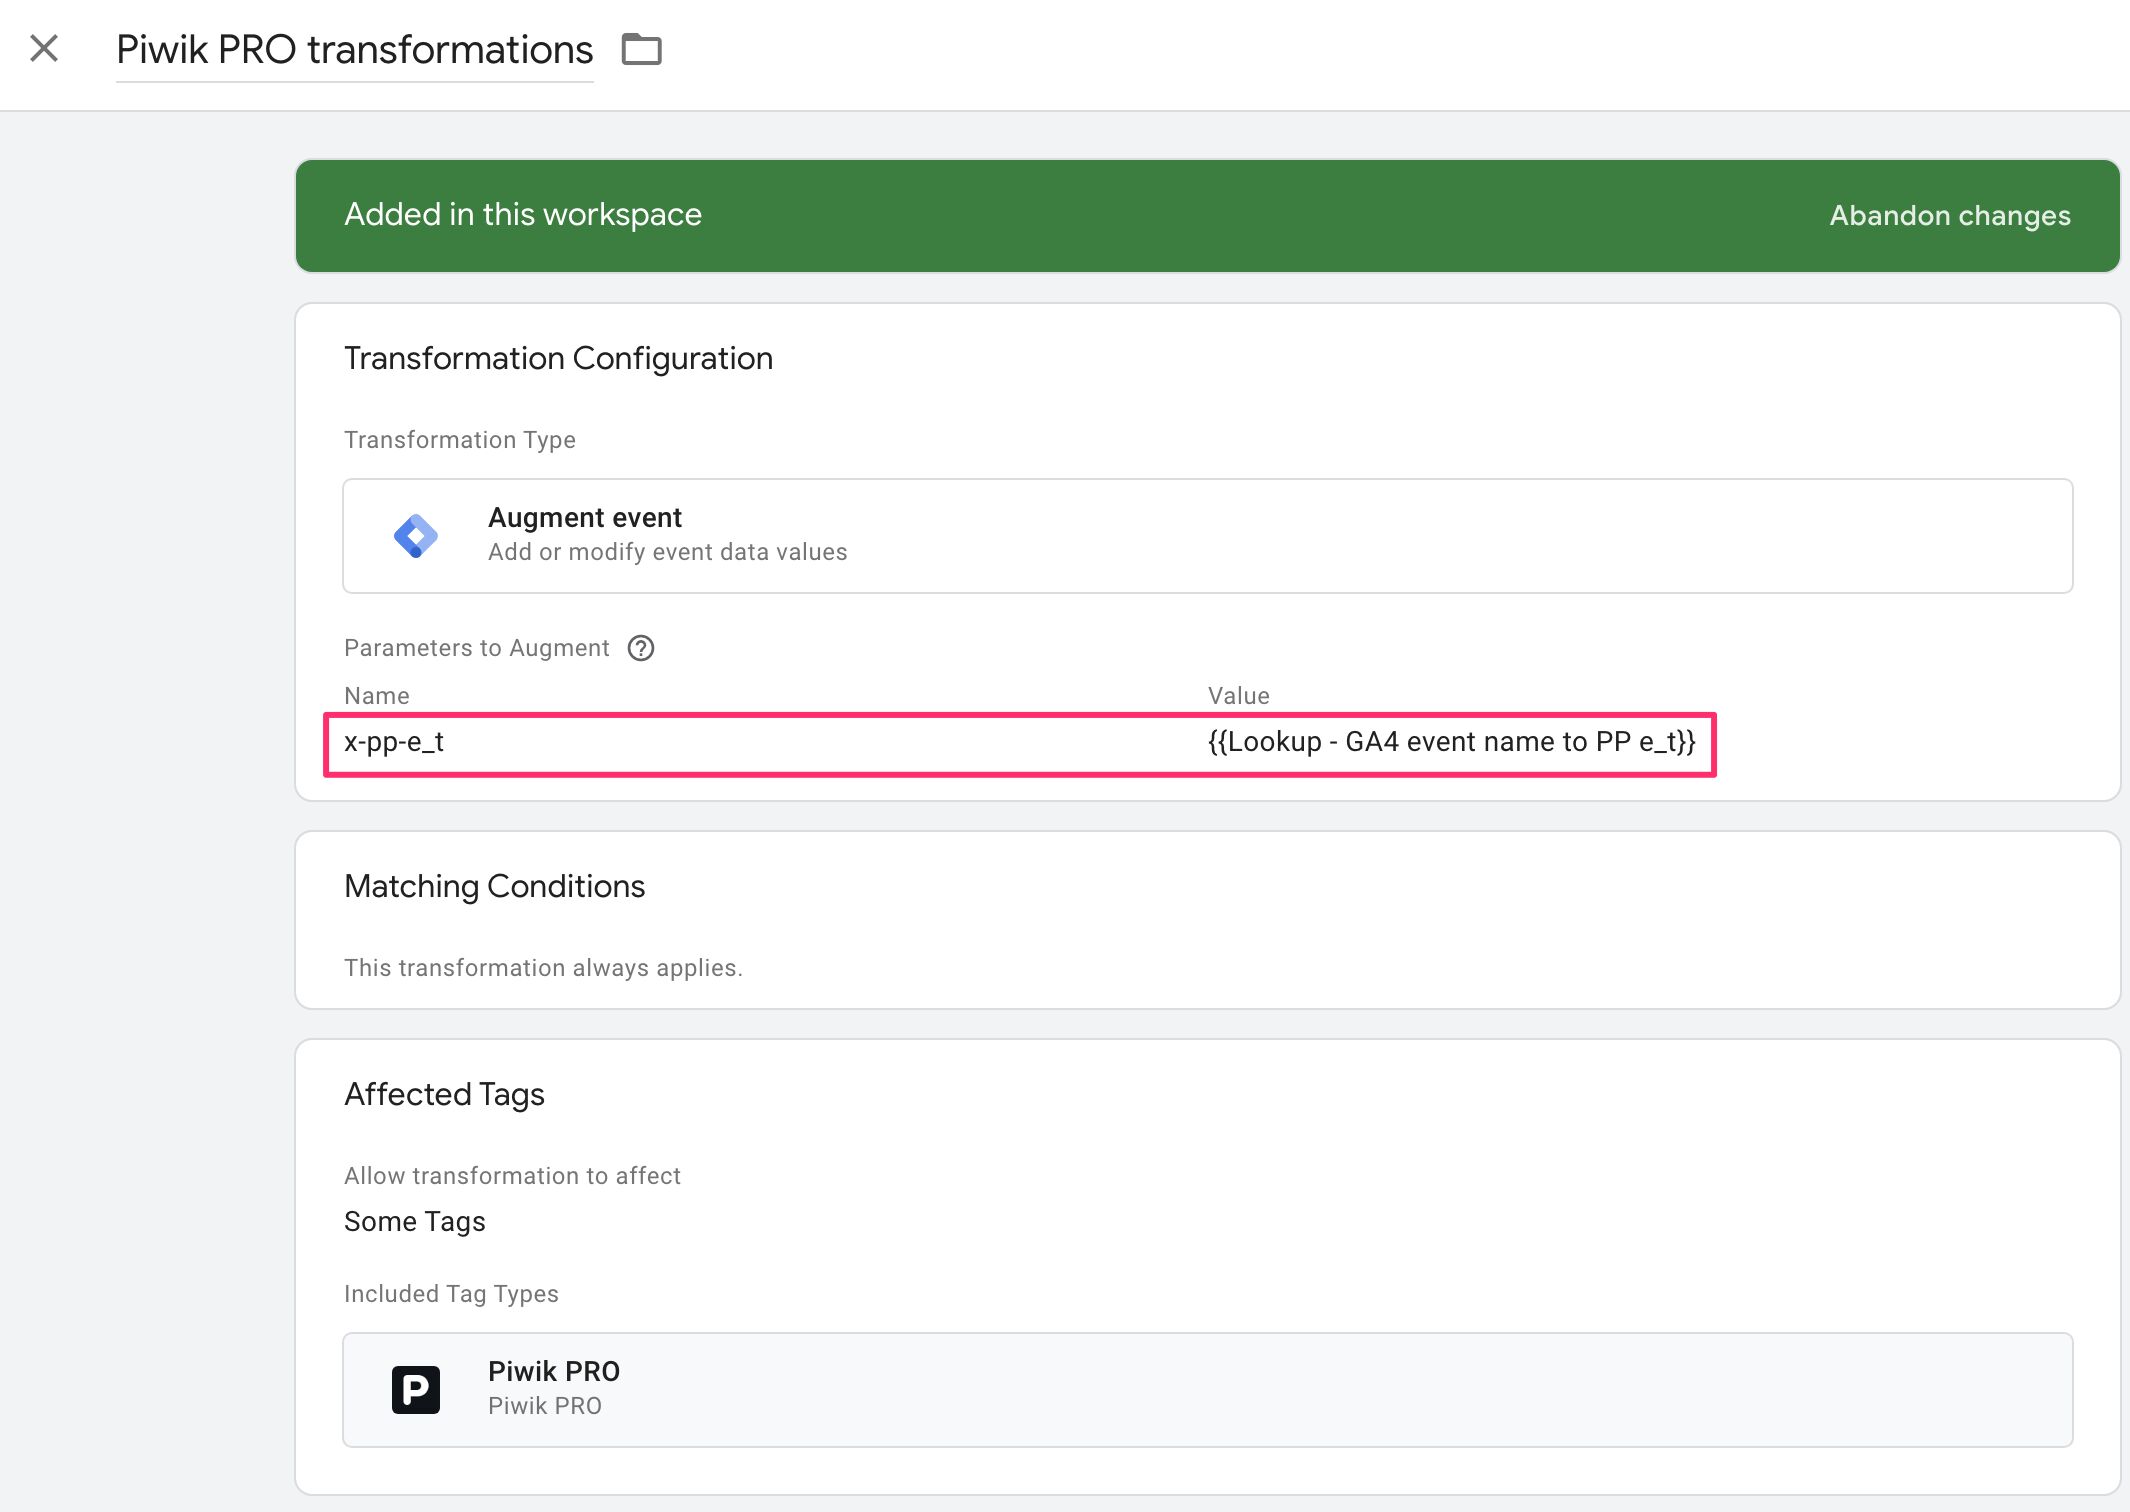 Piwik PRO transformations
Added in this workspace
Abandon changes
Transformation Configuration
Transformation Type
Augment event
Add or modify event data values
Parameters to Augment ?
Name Value
x-pp-e_t {{Lookup - GA4 event name to PP e_t}}
Matching Conditions
This transformation always applies.
Affected Tags
Allow transformation to affect
Some Tags
Included Tag Types
P
Piwik PRO
Piwik PRO